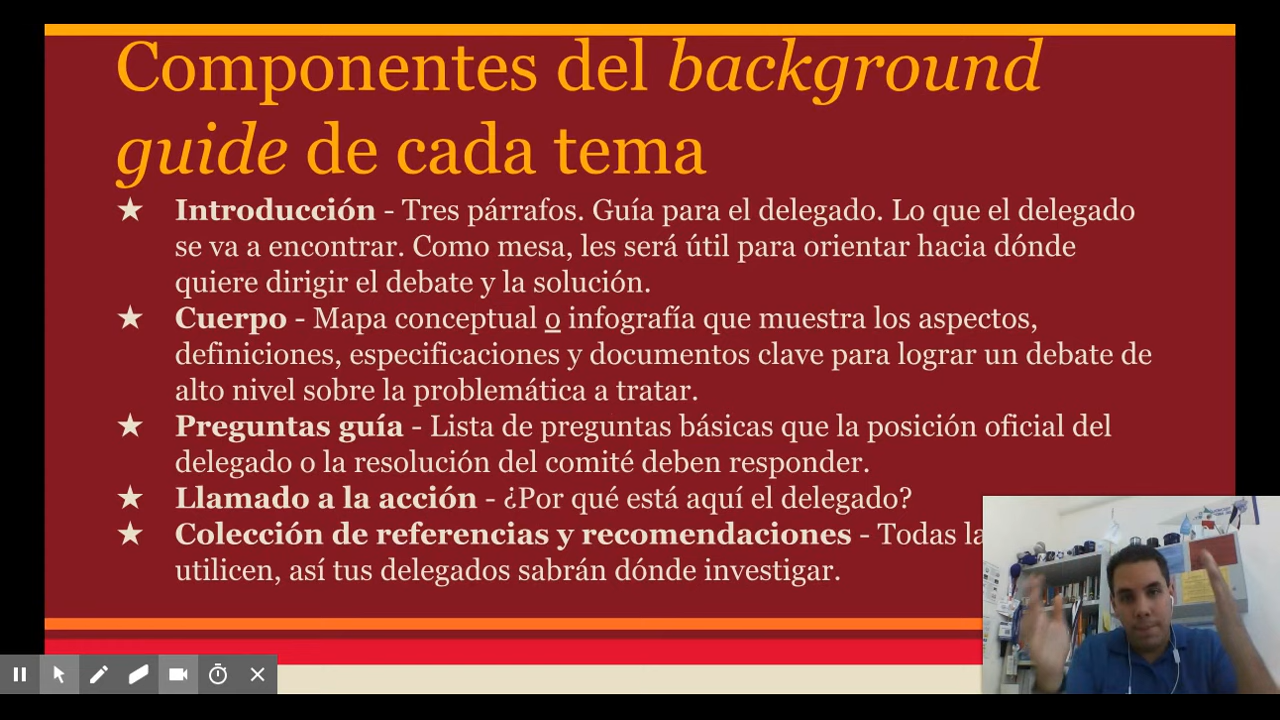 Componentes del background
guide de cada tema
★ Introducción - Tres párrafos. Guía para el delegado. Lo que el delegado
se va a encontrar. Como mesa, les será útil para orientar hacia dónde
quiere dirigir el debate y la solución.
★ Cuerpo - Mapa conceptual o infografía que muestra los aspectos,
definiciones, especificaciones y documentos clave para lograr un debate de
alto nivel sobre la problemática a tratar.
★ Preguntas guía - Lista de preguntas básicas que la posición oficial del
delegado o la resolución del comité deben responder.
★ Llamado a la acción - ¿Por qué está aquí el delegado?
★ Colección de referencias y recomendaciones - Todas la
utilicen, así tus delegados sabrán dónde investigar.